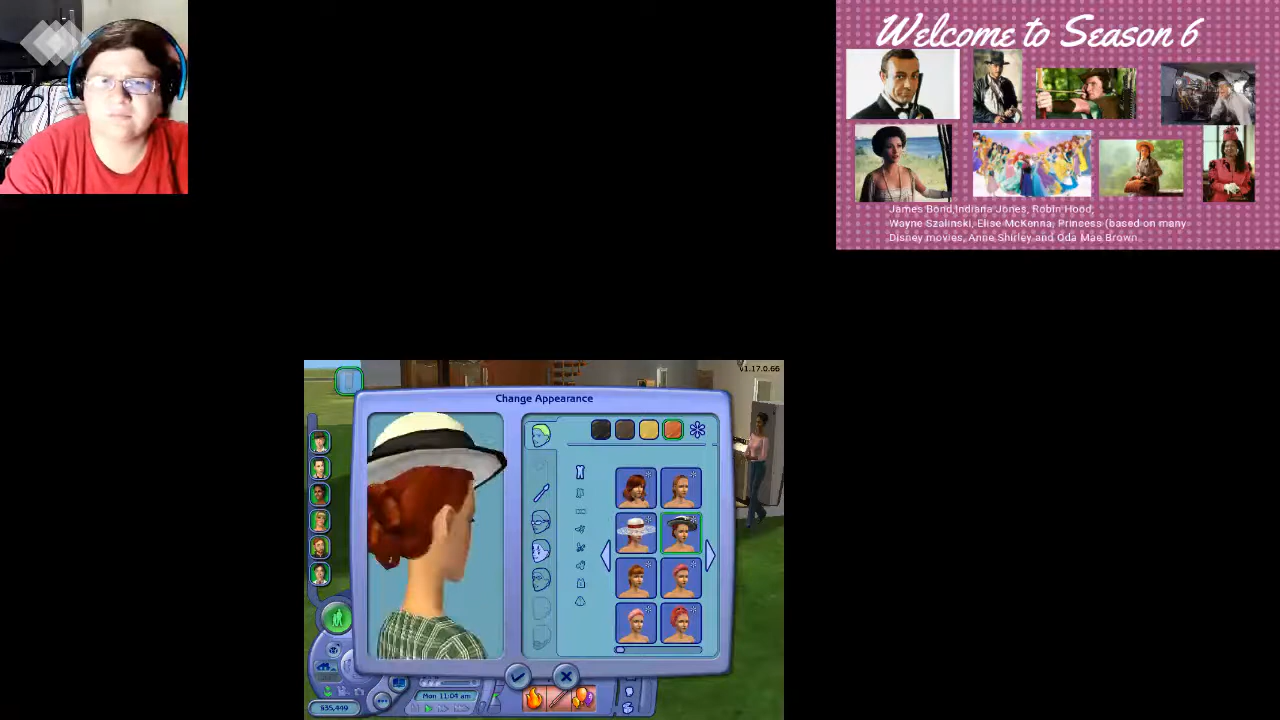 Welcome to Season 6
James Bond,Indiana Jones, Robin Hood,
Wayne Szalinski, Elise McKenna, Princess (based on many
Disney movies, Anne Shirley and Oda Mae Brown
v1.17.0.66
Change Appearance
Mon 11:04 am
$35,449